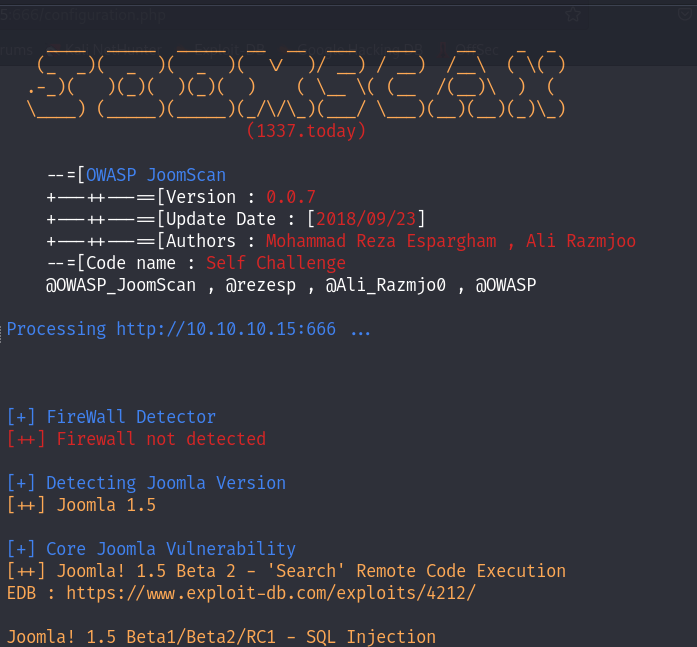 (1337.today)
--=[OWASP JoomScan
+---++---==[Version : 0.0.7
+---++---==[Update Date : [2018/09/23]
+---++---==[Authors : Mohammad Reza Espargham , Ali Razmjoo
--=[Code name : Self Challenge
@OWASP_JoomScan , @rezesp , @Ali_Razmjo0 , @OWASP
Processing http://10.10.10.15:666 ...
[+] FireWall Detector
[++] Firewall not detected
[+] Detecting Joomla Version
[++] Joomla 1.5
[+] Core Joomla Vulnerability
[++] Joomla! 1.5 Beta 2 - 'Search' Remote Code Execution
EDB : https://www.exploit-db.com/exploits/4212/
Joomla! 1.5 Beta1/Beta2/RC1 - SQL Injection